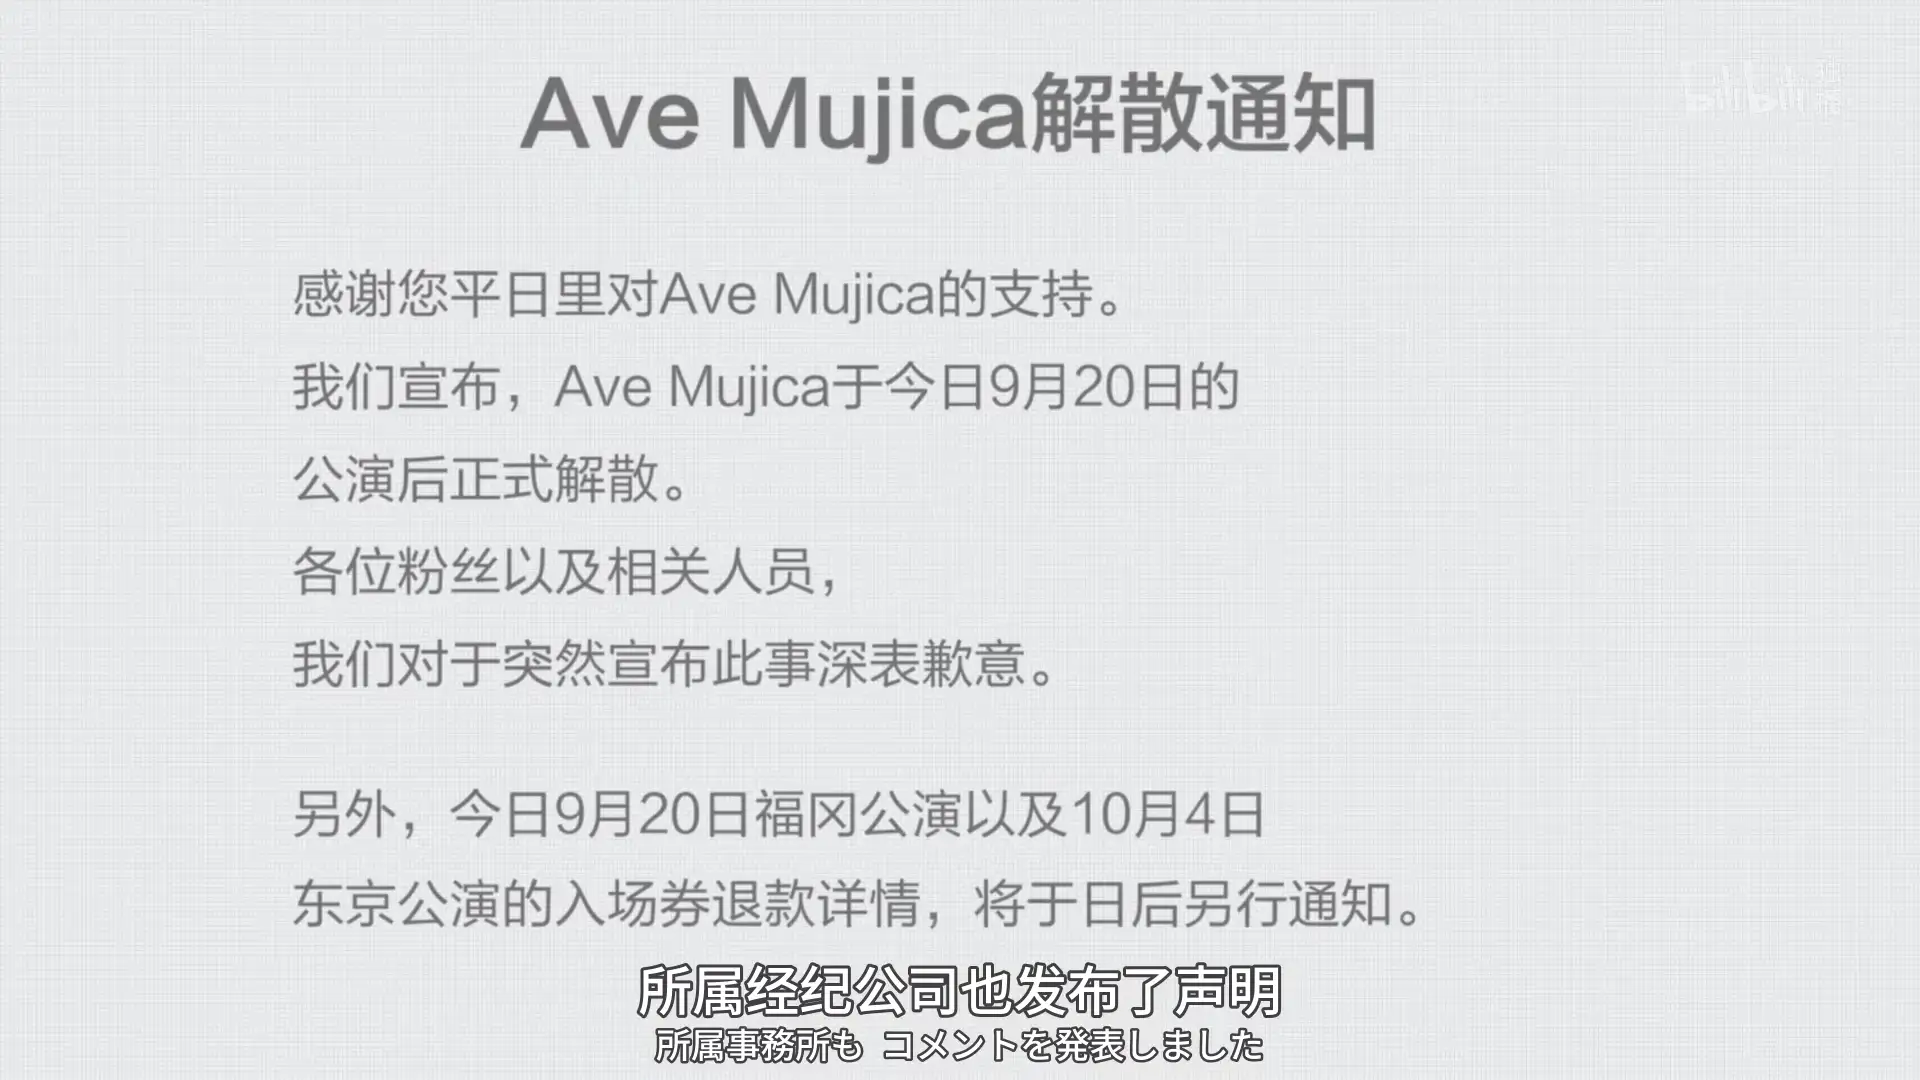 Ave Mujica解散通知
bilibili
感谢您平日里对Ave Mujica的支持。
我们宣布，Ave Mujica于今日9月20日的
公演后正式解散。
各位粉丝以及相关人员，
我们对于突然宣布此事深表歉意。
另外，今日9月20日福冈公演以及10月4日
东京公演的入场券退款详情，将于日后另行通知。
所属经纪公司也发布了声明
所属事務所も コメントを発表しました